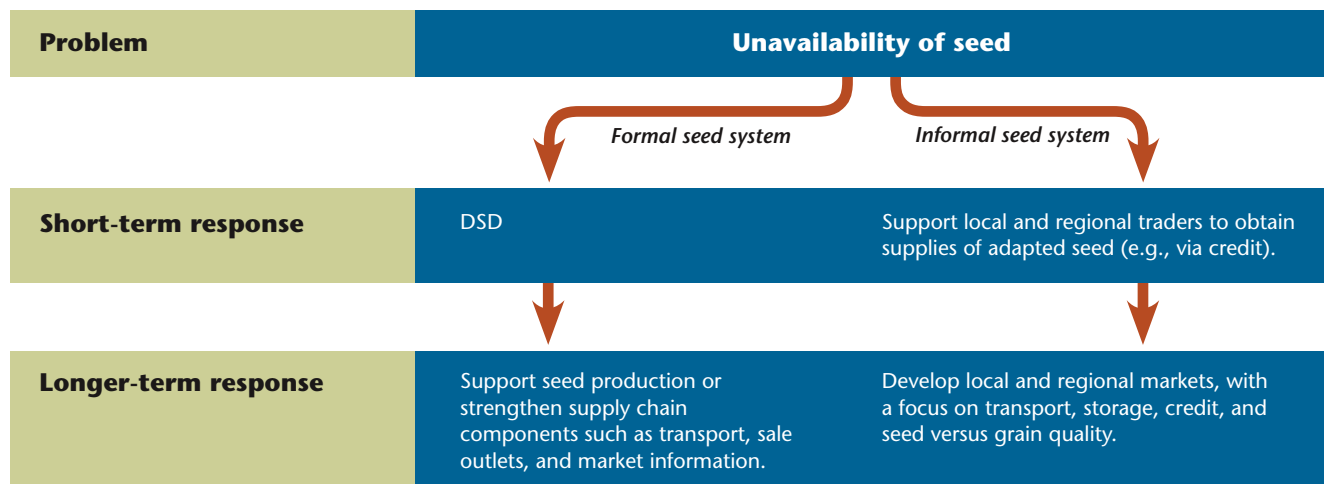 Problem
Unavailability of seed
Formal seed system
Informal seed system
Short-term response
DSD
Support local and regional traders to obtain
supplies of adapted seed (e.g., via credit).
Longer-term response
Support seed production or
strengthen supply chain
components such as transport, sale
outlets, and market information.
Develop local and regional markets, with
a focus on transport, storage, credit, and
seed versus grain quality.